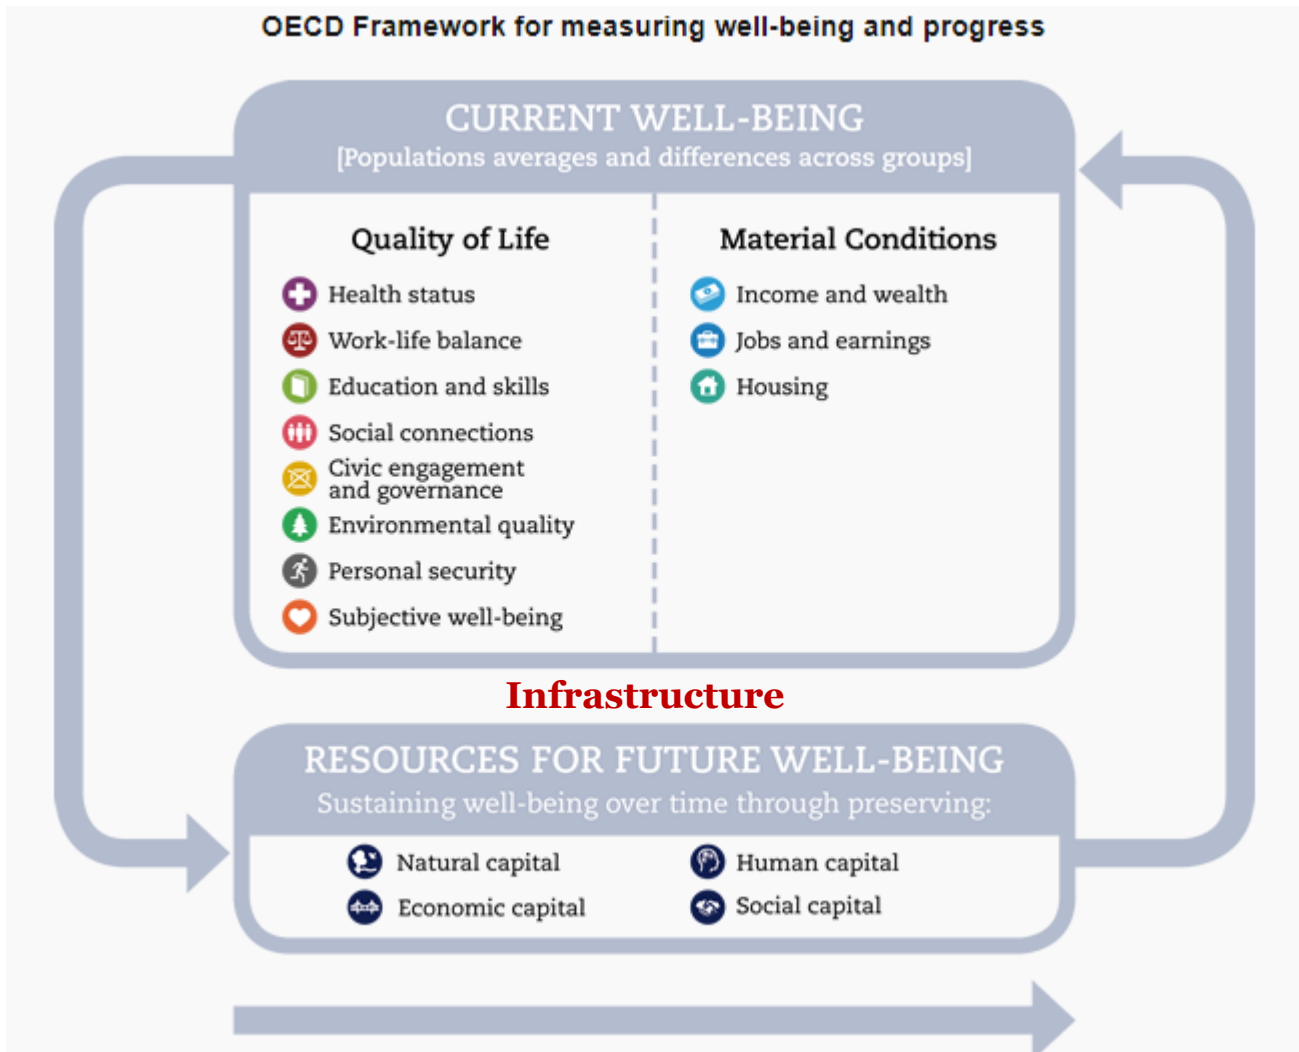 OECD Framework for measuring well-being and progress
CURRENT WELL-BEING
[Populations averages and differences across groups]
Quality of Life
Health status
Work-life balance
Education and skills
Social connections
Civic engagement
and governance
Environmental quality
Personal security
Subjective well-being
Material Conditions
Income and wealth
Jobs and earnings
Housing
Infrastructure
RESOURCES FOR FUTURE WELL-BEING
Sustaining well-being over time through preserving:
Natural capital
Human capital
Economic capital
Social capital